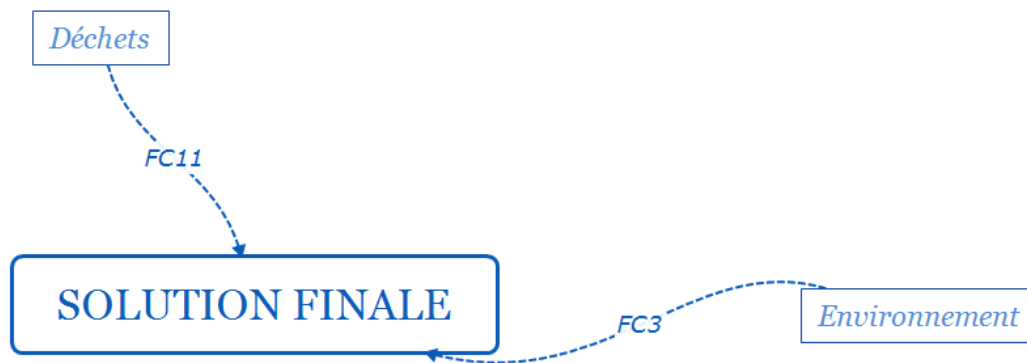 Déchets
FC11
SOLUTION FINALE
FC3
Environnement